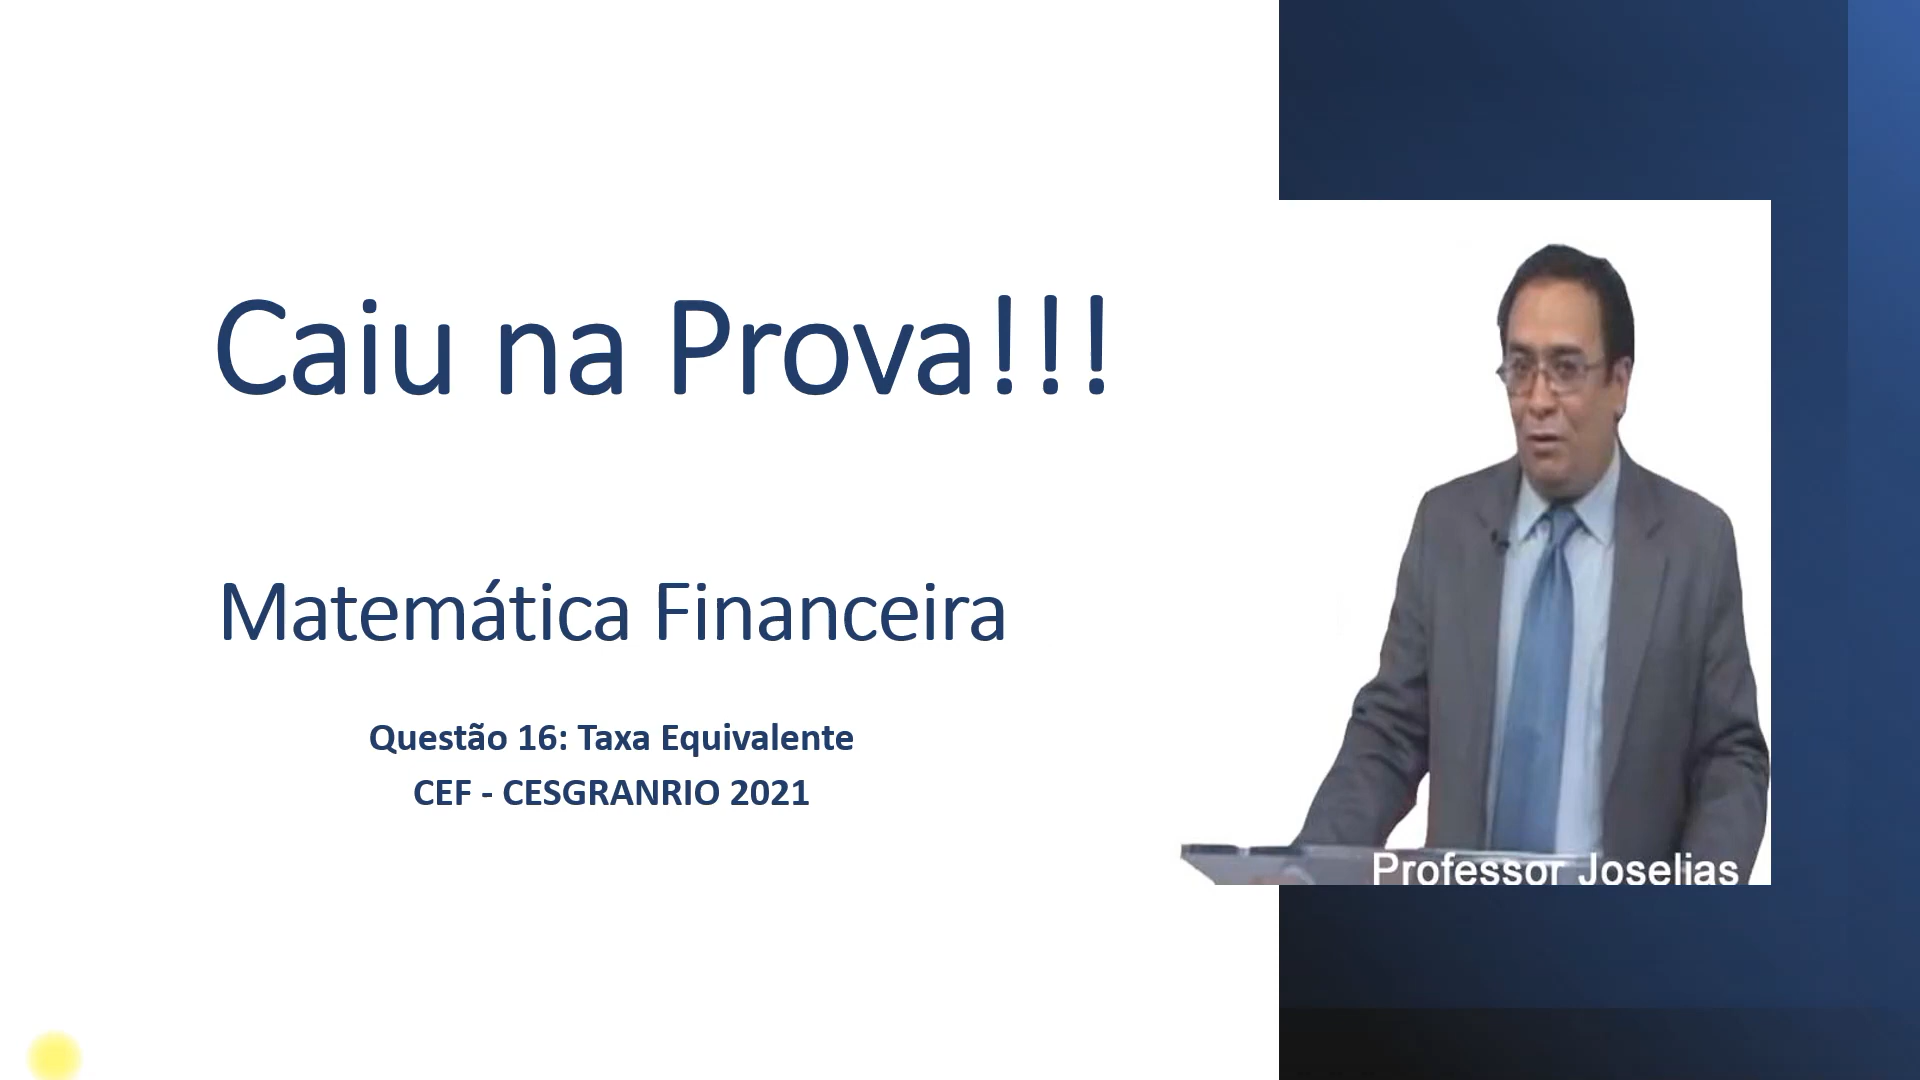 Caiu na Prova!!!
Matemática Financeira
Questão 16: Taxa Equivalente
CEF - CESGRANRIO 2021
Professor Joselias